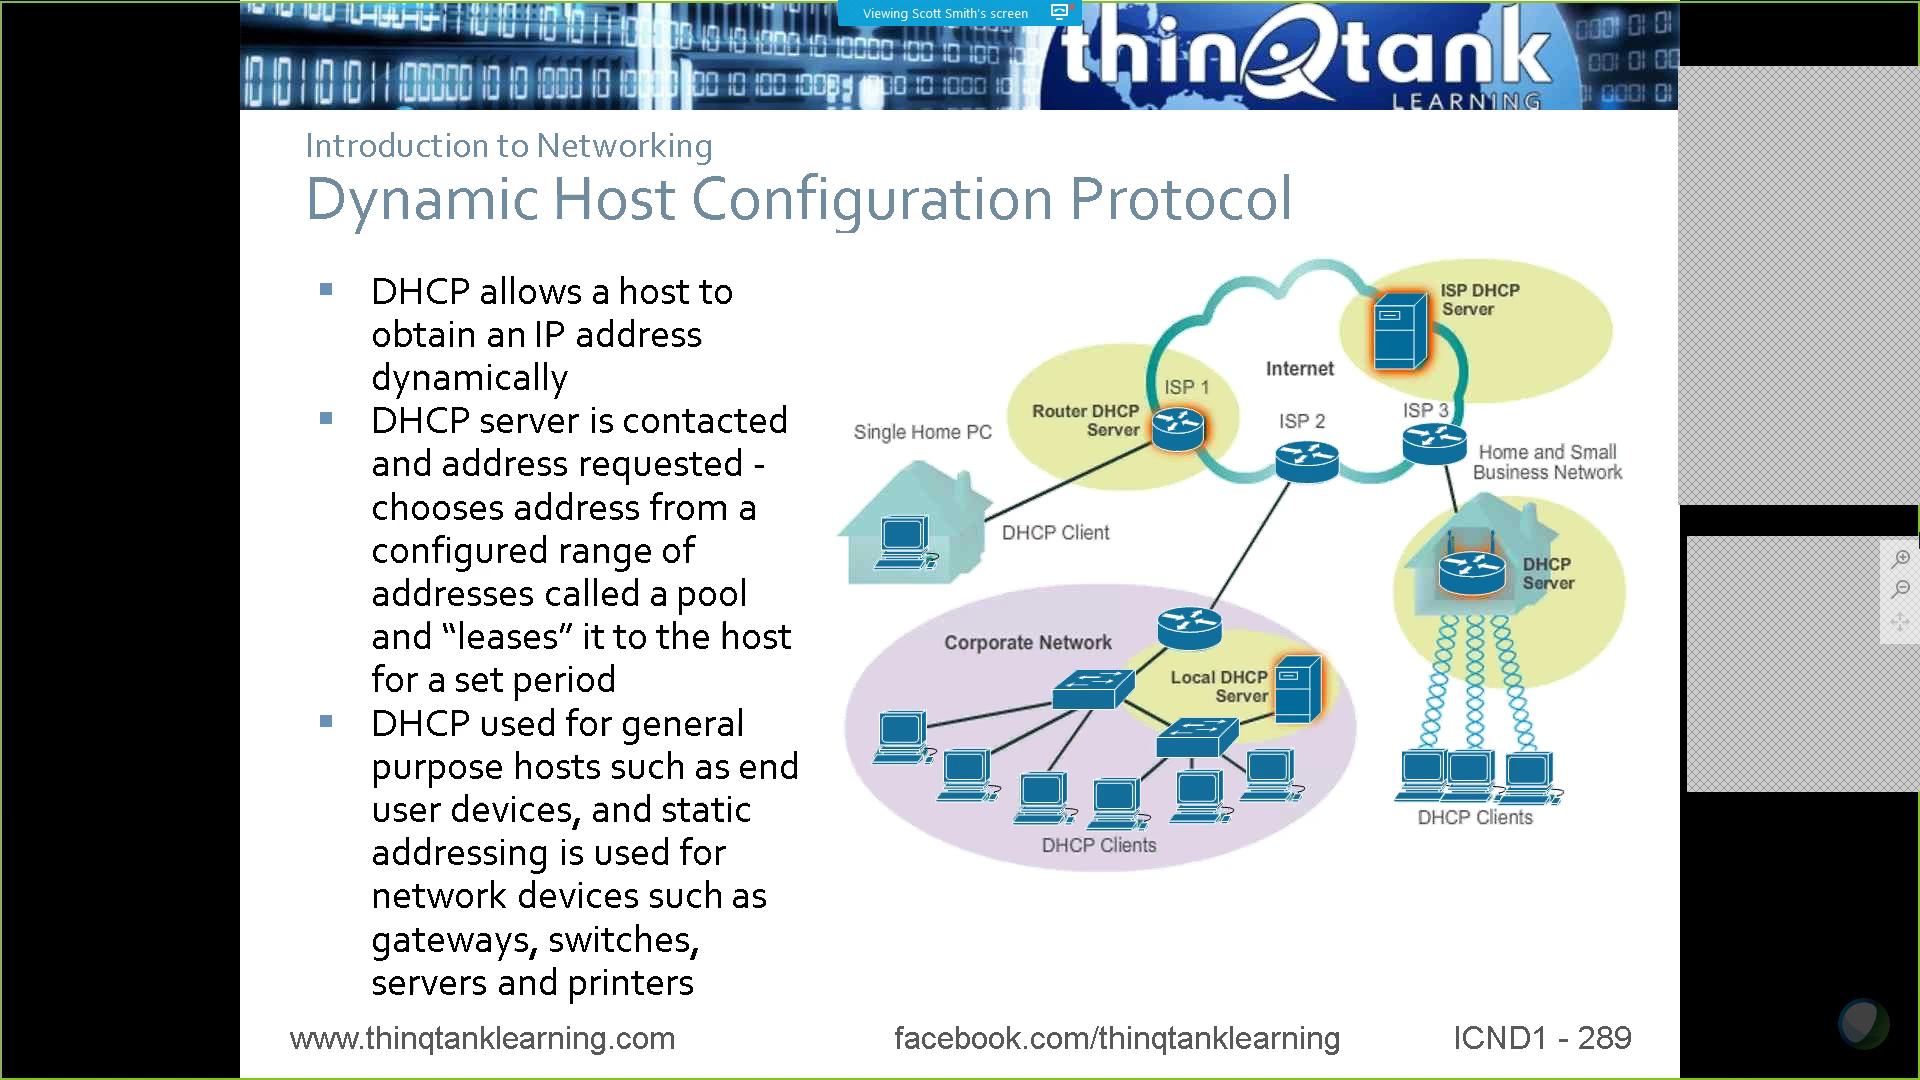 Viewing Scott Smith's screen
thinQtank
LEARNING
Introduction to Networking
Dynamic Host Configuration Protocol
▪ DHCP allows a host to
obtain an IP address
dynamically
▪ DHCP server is contacted
and address requested -
chooses address from a
configured range of
addresses called a pool
and “leases” it to the host
for a set period
▪ DHCP used for general
purpose hosts such as end
user devices, and static
addressing is used for
network devices such as
gateways, switches,
servers and printers
ISP DHCP
Server
Internet
ISP 1
Router DHCP
Server
ISP 2
ISP 3
Single Home PC
DHCP Client
Home and Small
Business Network
DHCP
Server
DHCP Clients
Corporate Network
Local DHCP
Server
DHCP Clients
www.thinqtanklearning.com
facebook.com/thinqtanklearning
ICND1 - 289